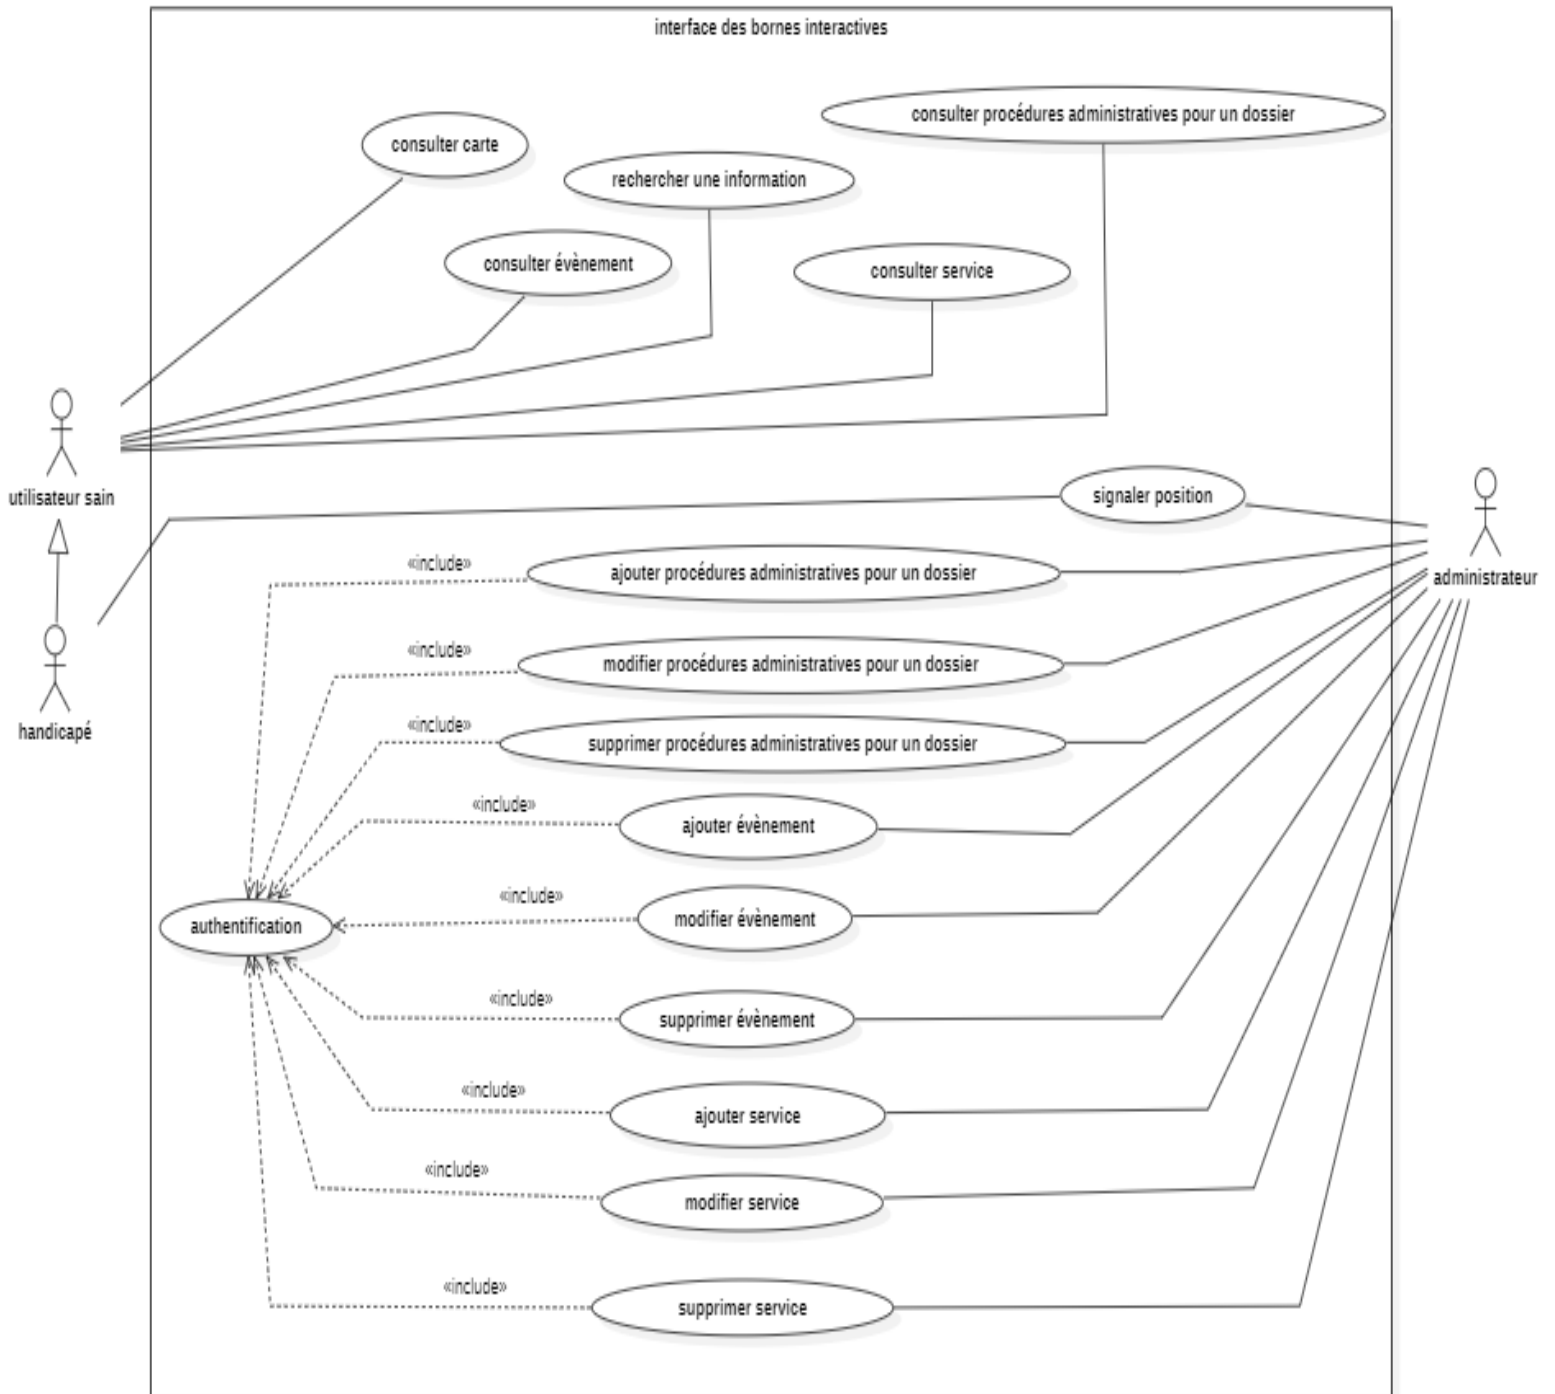 interface des bornes interactives
consulter procédures administratives pour un dossier
consulter carte
rechercher une information
consulter évènement
consulter service
utilisateur sain
signaler position
administrateur
«include»
ajouter procédures administratives pour un dossier
«include»
modifier procédures administratives pour un dossier
handicapé
«include»
supprimer procédures administratives pour un dossier
«include»
ajouter évènement
«include»
modifier évènement
authentification
«include»
supprimer évènement
«include»
ajouter service
«include»
modifier service
«include»
supprimer service